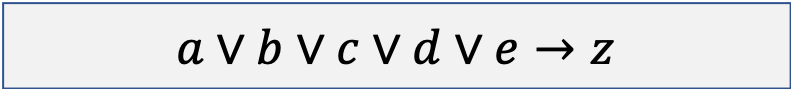 a ∨ b ∨ c ∨ d ∨ e → z